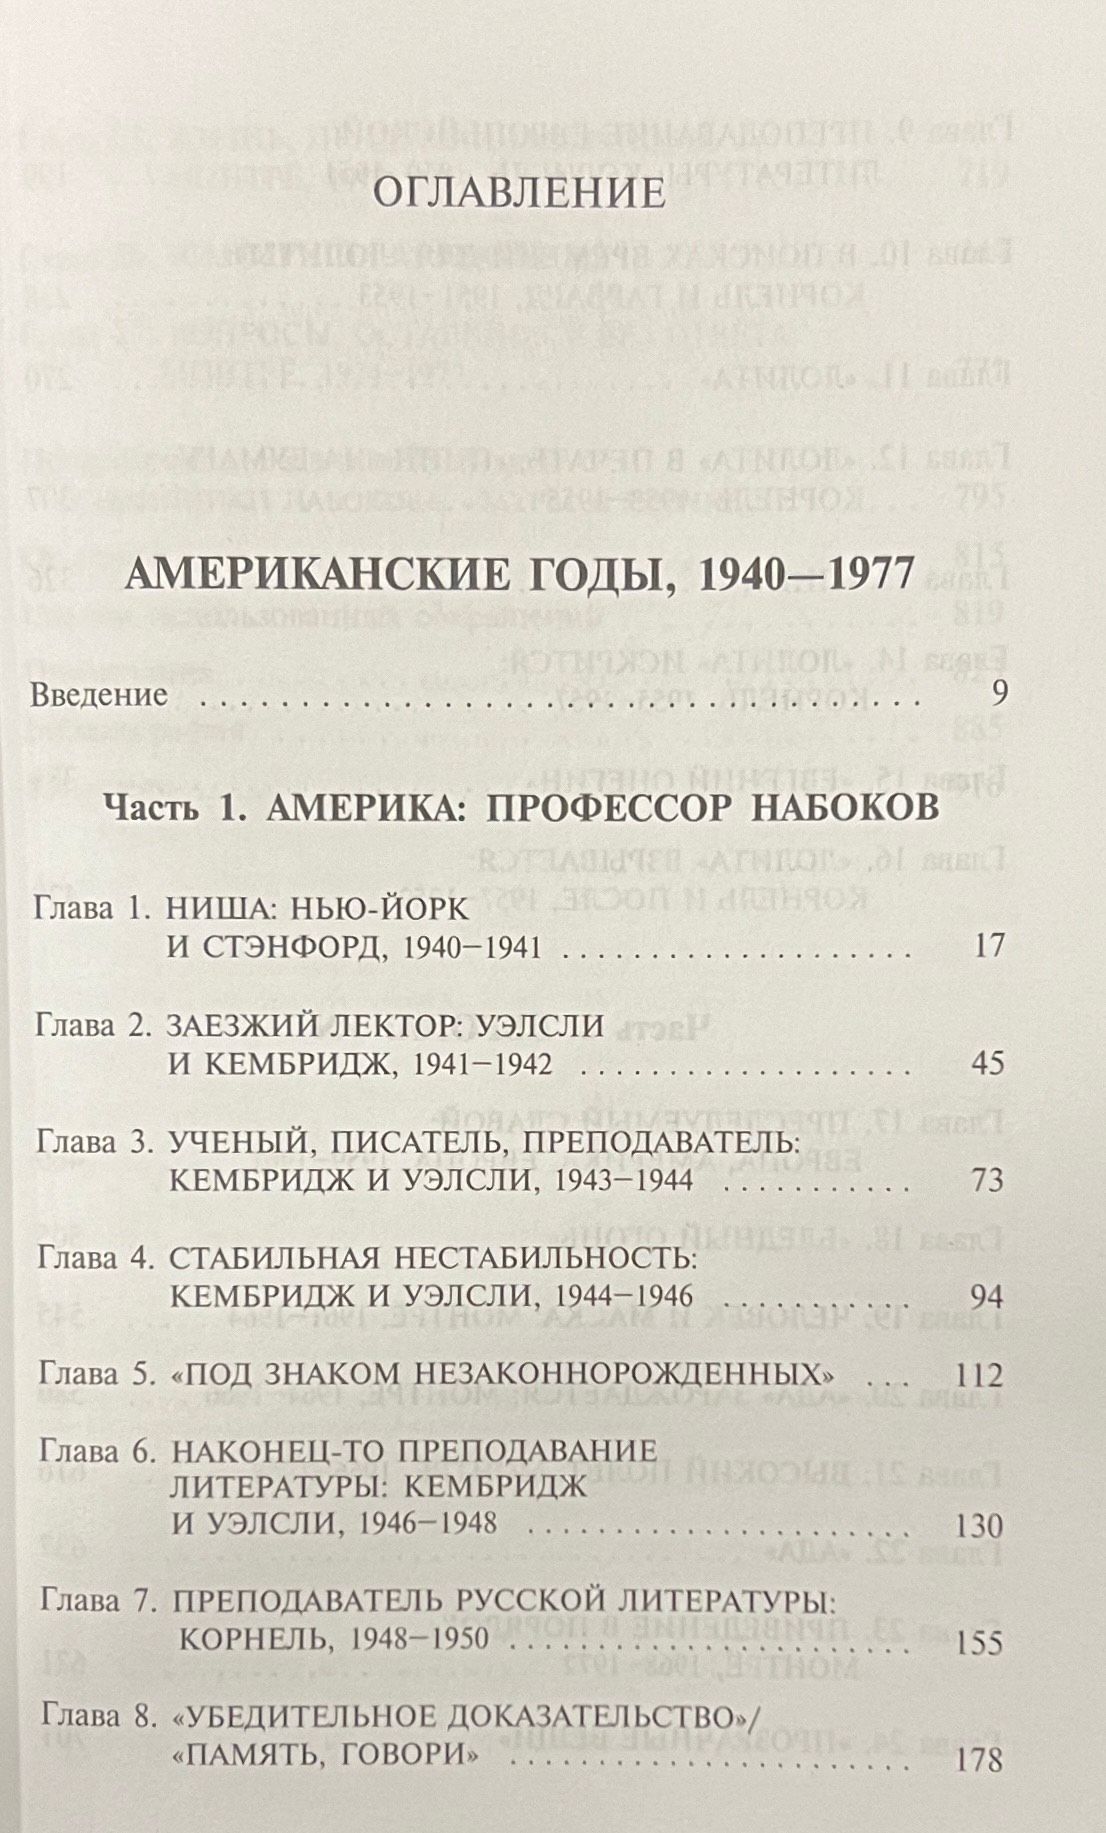 ОГЛАВЛЕНИЕ
АМЕРИКАНСКИЕ ГОДЫ, 1940—1977
Введение . . . . . . . . . . . . . . . . . . . . . . . . . . . . . . . . . . . . . 9
Часть 1. АМЕРИКА: ПРОФЕССОР НАБОКОВ
Глава 1. НИША: НЬЮ-ЙОРК
И СТЭНФОРД, 1940–1941 . . . . . . . . . . . . . . . . . . . . 17
Глава 2. ЗАЕЗЖИЙ ЛЕКТОР: УЭЛСЛИ
И КЕМБРИДЖ, 1941–1942 . . . . . . . . . . . . . . . . . . . 45
Глава 3. УЧЕНЫЙ, ПИСАТЕЛЬ, ПРЕПОДАВАТЕЛЬ:
КЕМБРИДЖ И УЭЛСЛИ, 1943–1944 . . . . . . . . . . . 73
Глава 4. СТАБИЛЬНАЯ НЕСТАБИЛЬНОСТЬ:
КЕМБРИДЖ И УЭЛСЛИ, 1944–1946 . . . . . . . . . . . 94
Глава 5. «ПОД ЗНАКОМ НЕЗАКОННОРОЖДЕННЫХ» . . . 112
Глава 6. НАКОНЕЦ-ТО ПРЕПОДАВАНИЕ
ЛИТЕРАТУРЫ: КЕМБРИДЖ
И УЭЛСЛИ, 1946–1948 . . . . . . . . . . . . . . . . . . . . . . 130
Глава 7. ПРЕПОДАВАТЕЛЬ РУССКОЙ ЛИТЕРАТУРЫ:
КОРНЕЛЬ, 1948–1950 . . . . . . . . . . . . . . . . . . . . . . . 155
Глава 8. «УБЕДИТЕЛЬНОЕ ДОКАЗАТЕЛЬСТВО»/
«ПАМЯТЬ, ГОВОРИ» . . . . . . . . . . . . . . . . . . . . . . . 178